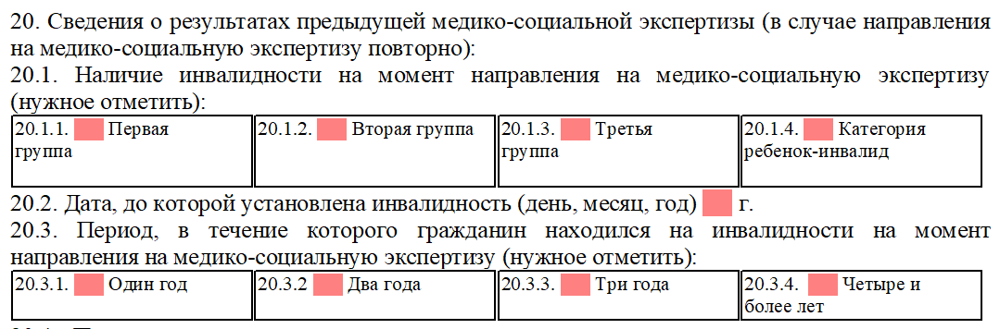 20. Сведения о результатах предыдущей медико-социальной экспертизы (в случае направления
на медико-социальную экспертизу повторно):
20.1. Наличие инвалидности на момент направления на медико-социальную экспертизу
(нужное отметить):
20.1.1. Первая
группа
20.1.2. Вторая группа
20.1.3. Третья
группа
20.1.4. Категория
ребенок-инвалид
20.2. Дата, до которой установлена инвалидность (день, месяц, год) г.
20.3. Период, в течение которого гражданин находился на инвалидности на момент
направления на медико-социальную экспертизу (нужное отметить):
20.3.1. Один год
20.3.2 Два года
20.3.3. Три года
20.3.4. Четыре и
более лет